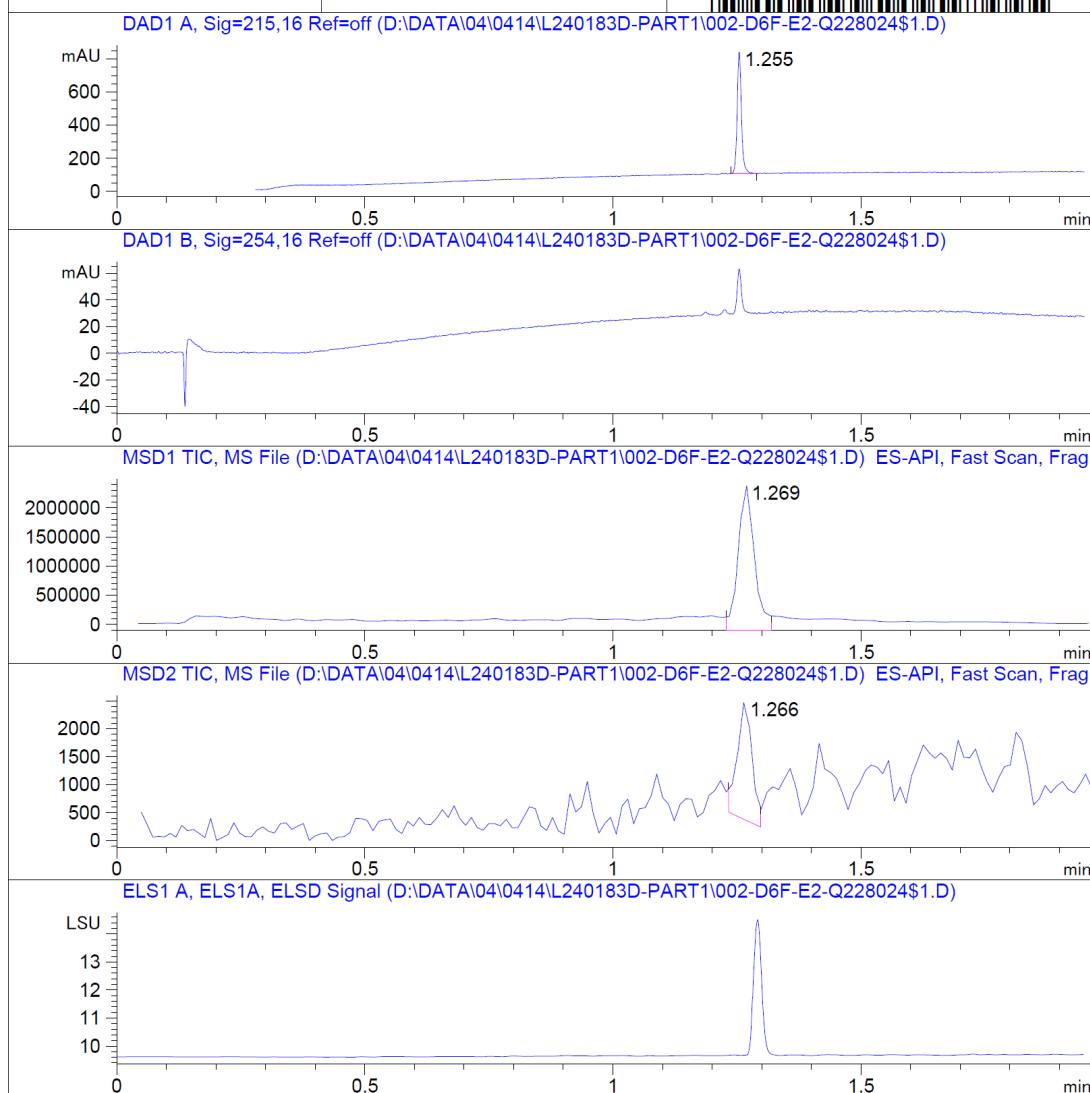 DAD1 A, Sig=215,16 Ref=off (D:\DATA\04\0414\L240183D-PART1\002-D6F-E2-Q228024$1.D)
mAU
1.255
600
400
200
0
0 0.5 1 1.5 min
DAD1 B, Sig=254,16 Ref=off (D:\DATA\04\0414\L240183D-PART1\002-D6F-E2-Q228024$1.D)
mAU
40
20
0
-20
-40
0 0.5 1 1.5 min
MSD1 TIC, MS File (D:\DATA\04\0414\L240183D-PART1\002-D6F-E2-Q228024$1.D) ES-API, Fast Scan, Frag
1.269
2000000
1500000
1000000
500000
0
0 0.5 1 1.5 min
MSD2 TIC, MS File (D:\DATA\04\0414\L240183D-PART1\002-D6F-E2-Q228024$1.D) ES-API, Fast Scan, Frag
1.266
2000
1500
1000
500
0
0 0.5 1 1.5 min
ELS1 A, ELS1A, ELSD Signal (D:\DATA\04\0414\L240183D-PART1\002-D6F-E2-Q228024$1.D)
LSU
13
12
11
10
0 0.5 1 1.5 min